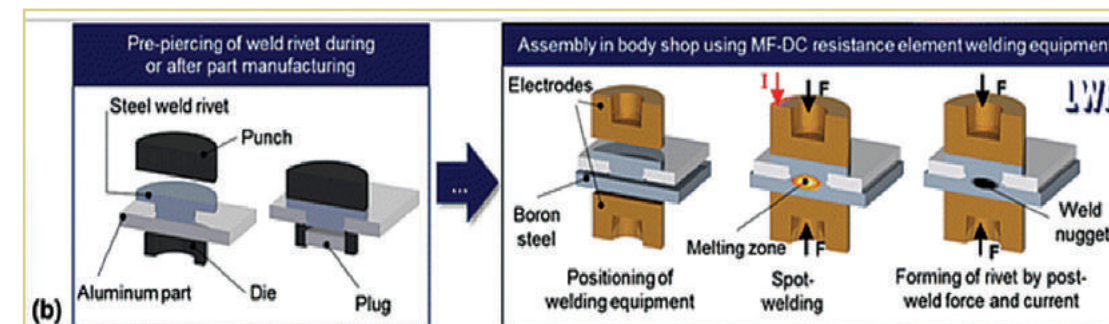 Pre-piercing of weld rivet during
or after part manufacturing
Steel weld rivet
Punch
Aluminum part
Die
Plug
(b)
...
Assembly in body shop using MF-DC resistance element welding equipmen
Electrodes
I
F
F
Boron
steel
Melting zone
F
F
Weld
nugget
Positioning of
welding equipment
Spot-
welding
Forming of rivet by post-
weld force and current